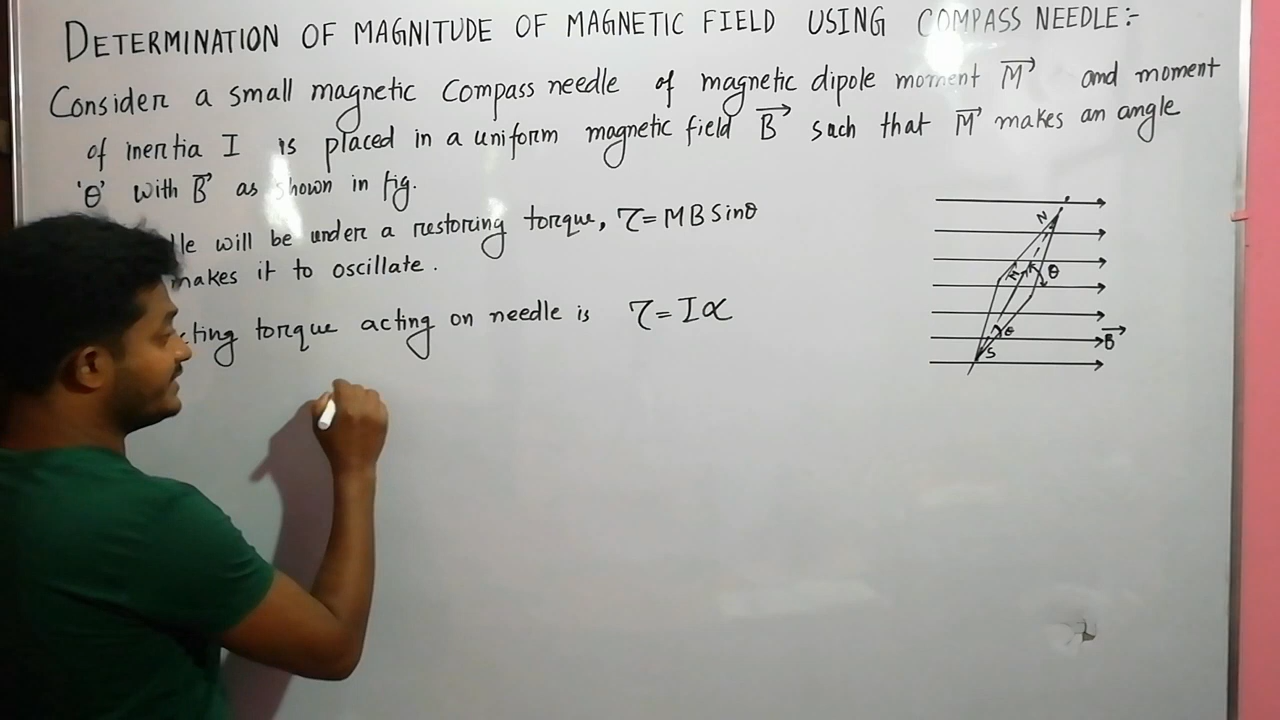 DETERMINATION OF MAGNITUDE OF MAGNETIC FIELD USING COMPASS NEEDLE:-
Consider a small magnetic Compass needle of magnetic dipole moment M⃗ and moment
of inertia I is placed in a uniform magnetic field B⃗ such that M⃗ makes an angle
'θ' with B⃗ as shown in fig.
will be under a restoring torque, τ=MBSinθ
makes it to oscillate.
torque acting on needle is τ=Iα
N
θ
θ
S
B⃗